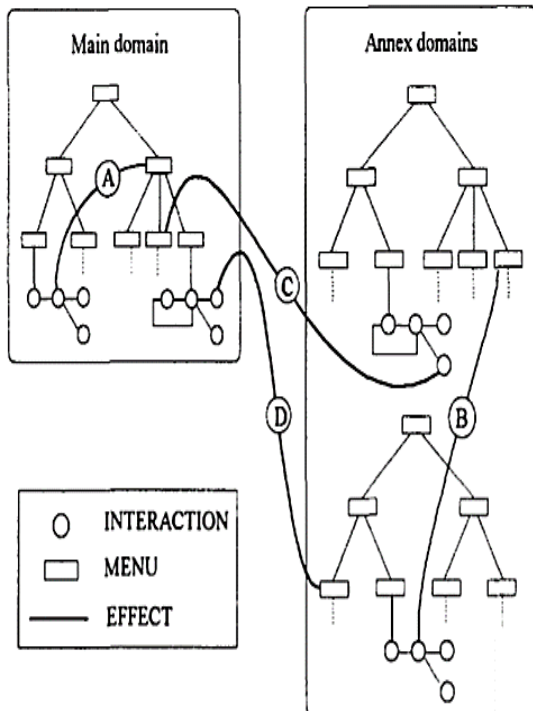 Main domain
Annex domains
A
C
D
B
INTERACTION
MENU
EFFECT